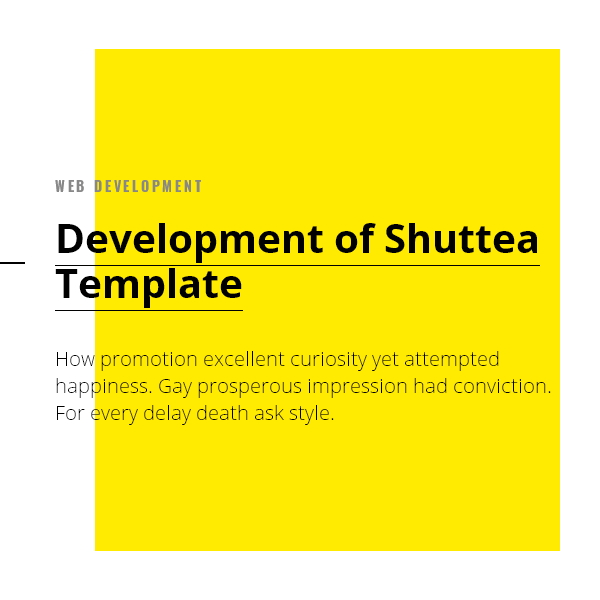 WEB DEVELOPMENT
Development of Shuttea
Template
How promotion excellent curiosity yet attempted
happiness. Gay prosperous impression had conviction.
For every delay death ask style.